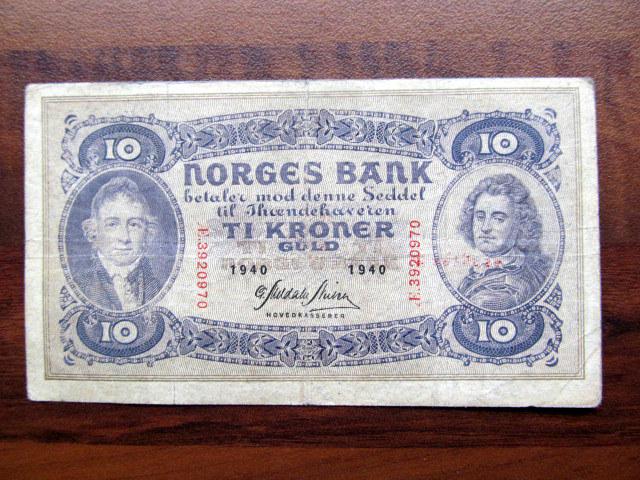 10 10
NORGES BANK
betaler mod denne Seddel
til Ihændehaveren
TI KRONER
GULD
1940 1940
F.3920970 F.3920970
HOVEDKASSERER
10 10